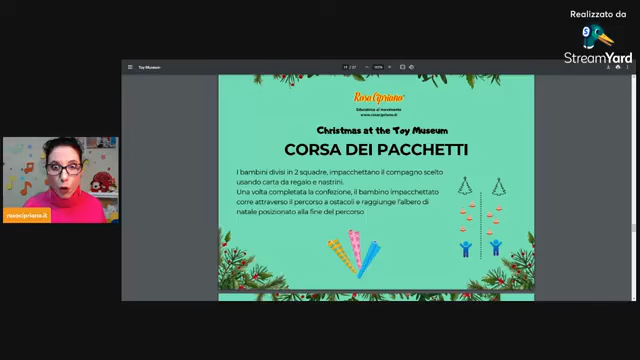 Realizzato da
StreamYard
Toy Museum
Rosa Cipriano
Educatrice al movimento
www.rosacipriano.it
Christmas at the Toy Museum
CORSA DEI PACCHETTI
I bambini divisi in 2 squadre, impacchettano il compagno scelto
usando carta da regalo e nastrini.
Una volta completata la confezione, il bambino impacchettato
corre attraverso il percorso a ostacoli e raggiunge l'albero di
natale posizionato alla fine del percorso.
rosacipriano.it